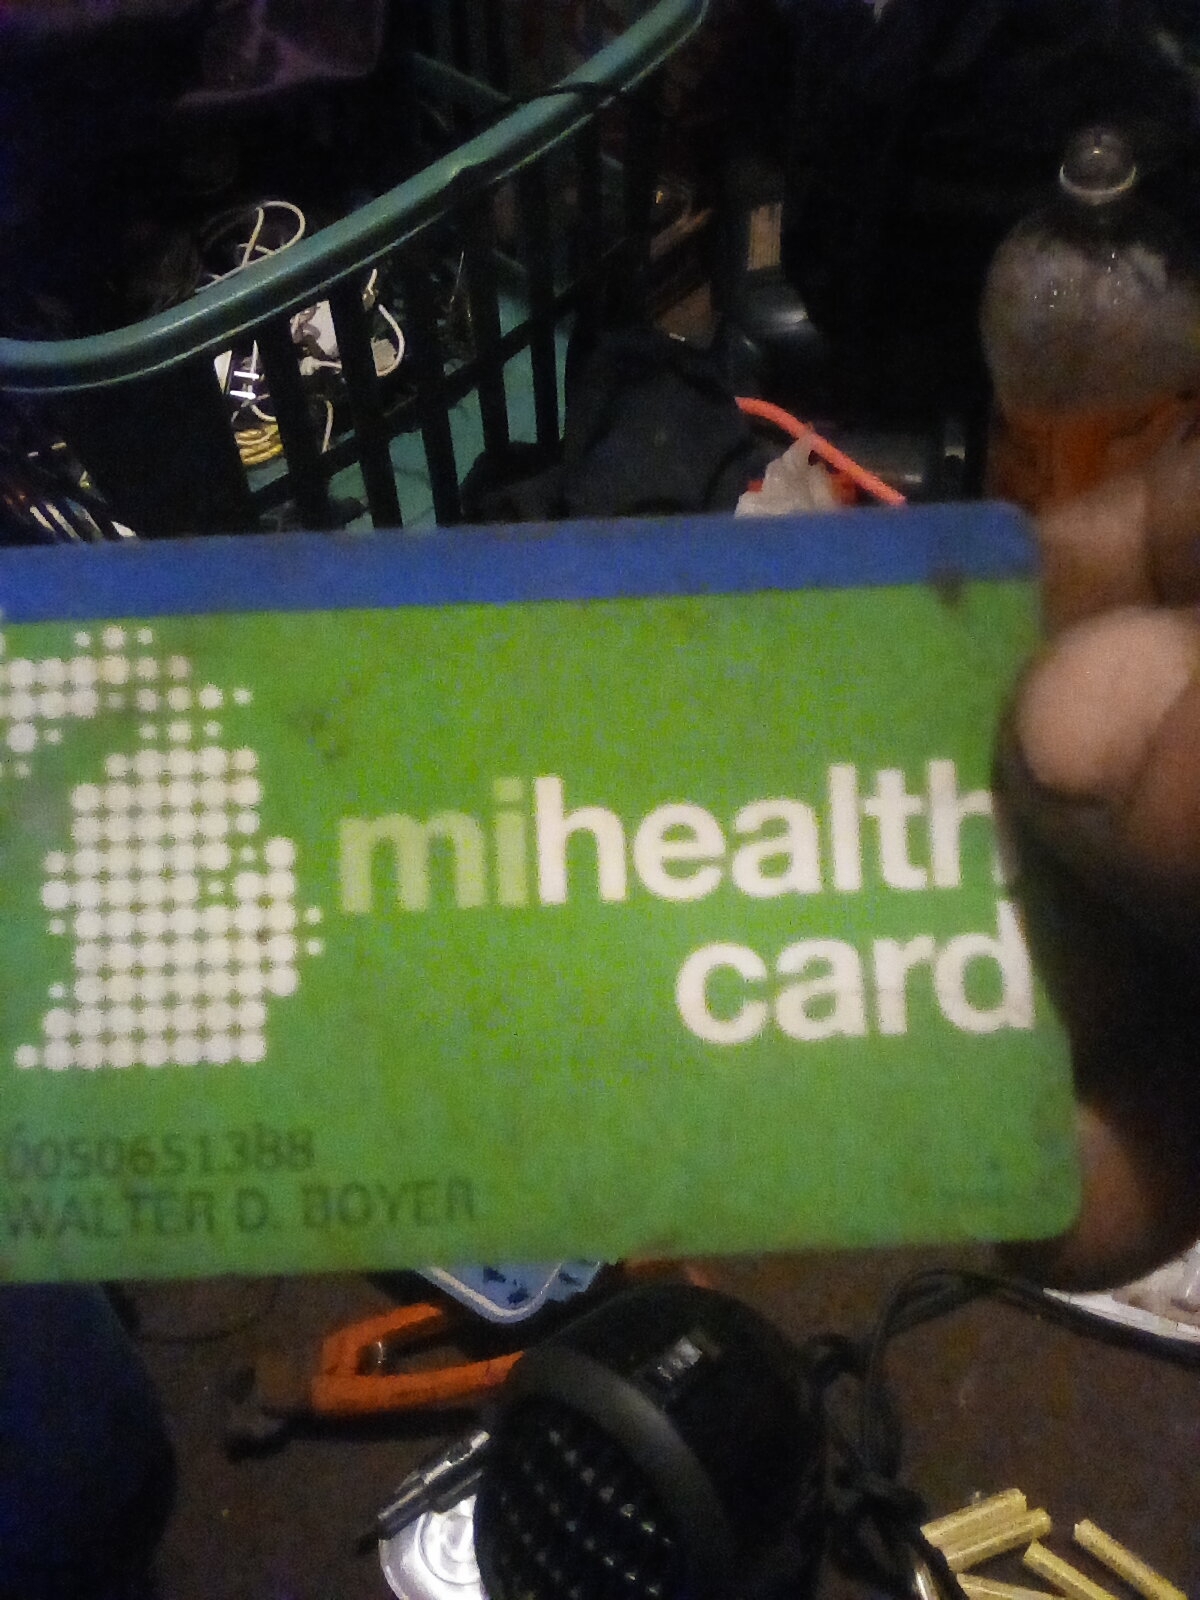 mihealth
card
0050651388
WALTER D. BOYER